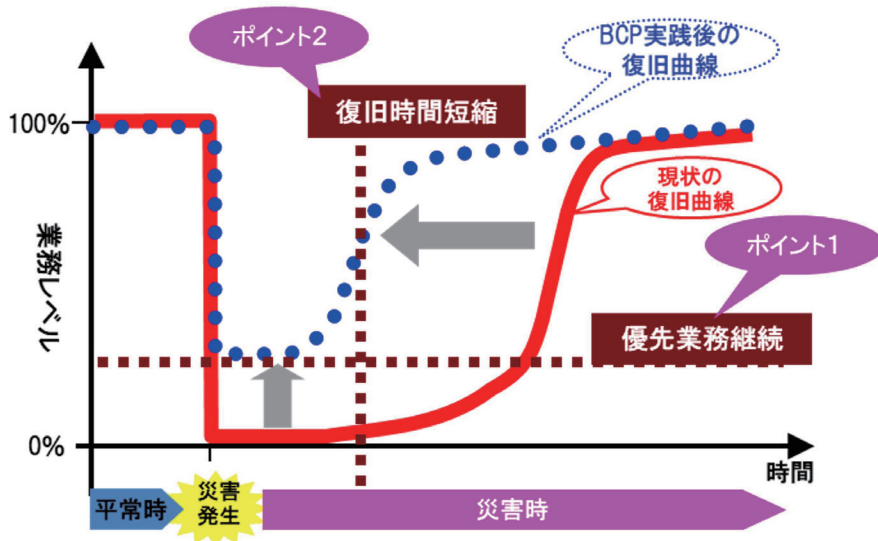 ポイント2
BCP実践後の
復旧曲線
復旧時間短縮
100%
現状の
復旧曲線
ポイント1
業務レベル
優先業務継続
0%
時間
平常時
災害
発生
災害時